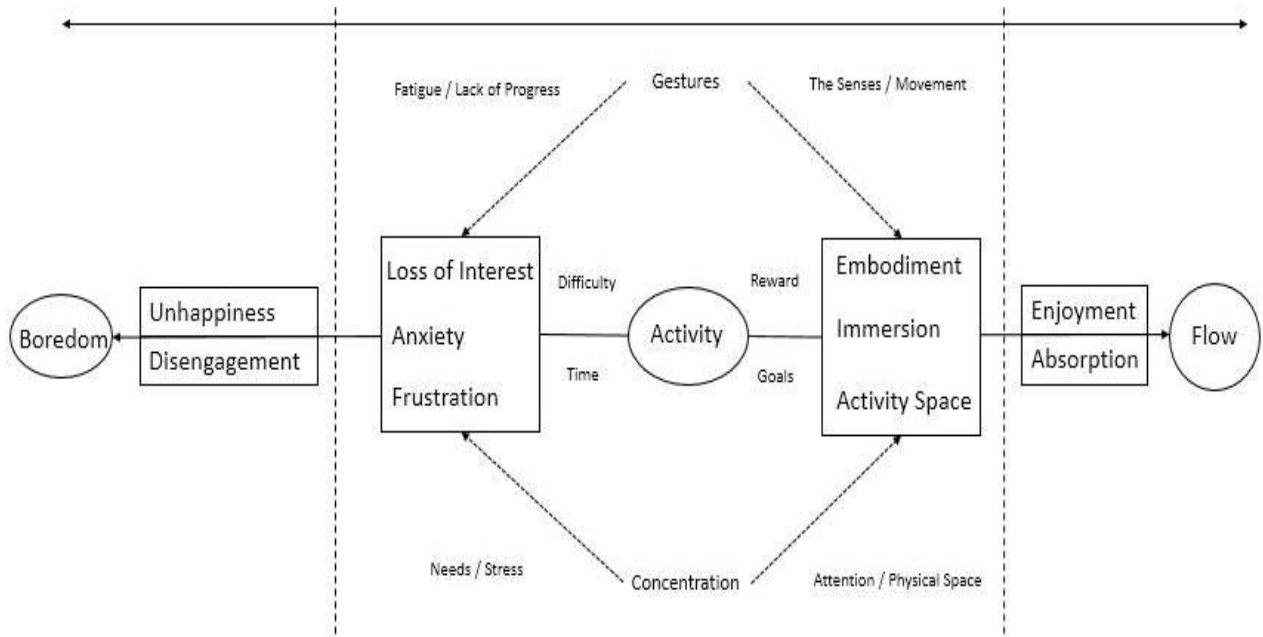 Gestures
Fatigue / Lack of Progress
The Senses / Movement
Loss of Interest
Anxiety
Frustration
Difficulty
Time
Activity
Reward
Goals
Embodiment
Immersion
Activity Space
Unhappiness
Disengagement
Boredom
Enjoyment
Absorption
Flow
Needs / Stress
Concentration
Attention / Physical Space